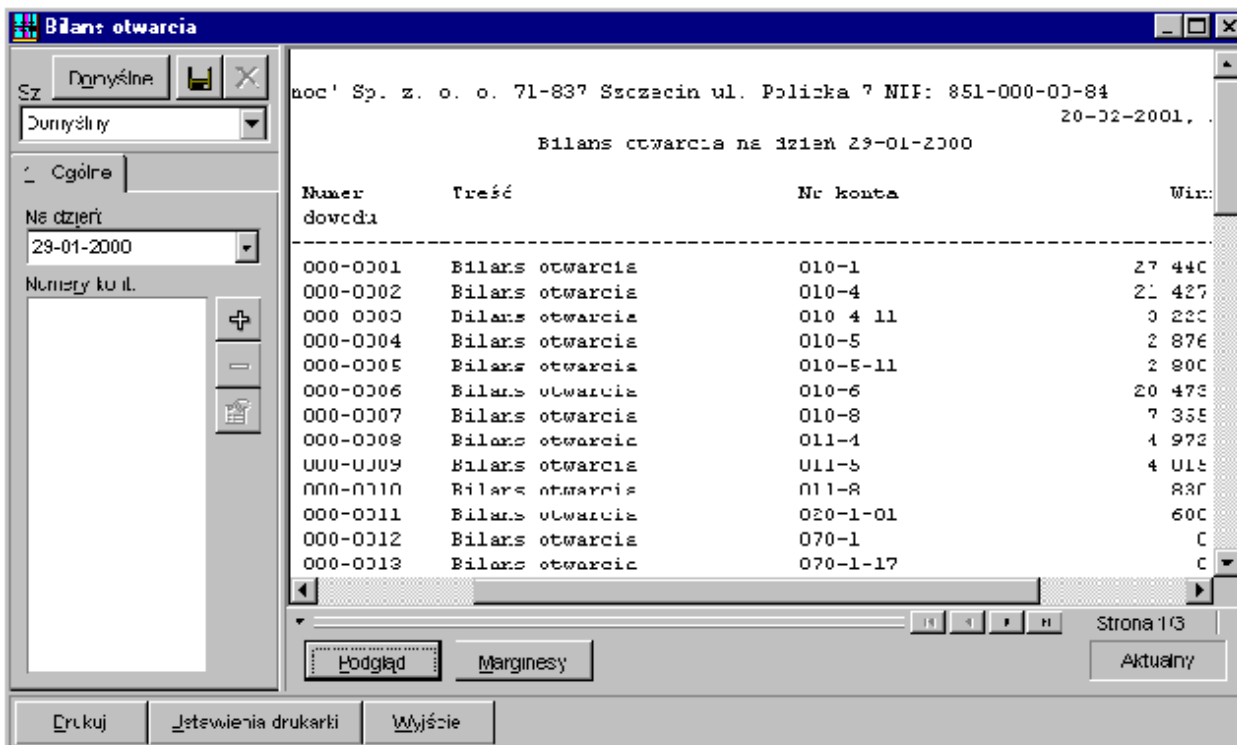 Bilans otwarcia
Sz
Domyślne
Domyślny
1 Ogólne
Na dzień:
29-01-2000
Numery kont:
noc' Sp. z. o. o. 71-837 Szczecin ul. Policka 7 NIP: 851-000-00-84
20-02-2001, .
Bilans otwarcia na dzień 29-01-2000
Numer Treść Nr konta Win
dowodu
000-0001 Bilans otwarcia 010-1 27 440
000-0002 Bilans otwarcia 010-4 21 427
000-0003 Bilans otwarcia 010-4-11
000-0004 Bilans otwarcia 010-5 2 876
000-0005 Bilans otwarcia 010-5-11 2 800
000-0006 Bilans otwarcia 010-6 20 473
000-0007 Bilans otwarcia 010-8 7 355
000-0008 Bilans otwarcia 011-4 4 972
000-0009 Bilans otwarcia 011-5 4 015
000-0010 Bilans otwarcia 011-8 830
000-0011 Bilans otwarcia 020-1-01 600
000-0012 Bilans otwarcia 070-1 0
000-0013 Bilans otwarcia 070-1-17 0
Strona 1/3
Podgląd Marginesy Aktualny
Drukuj Ustawienia drukarki Wyjście